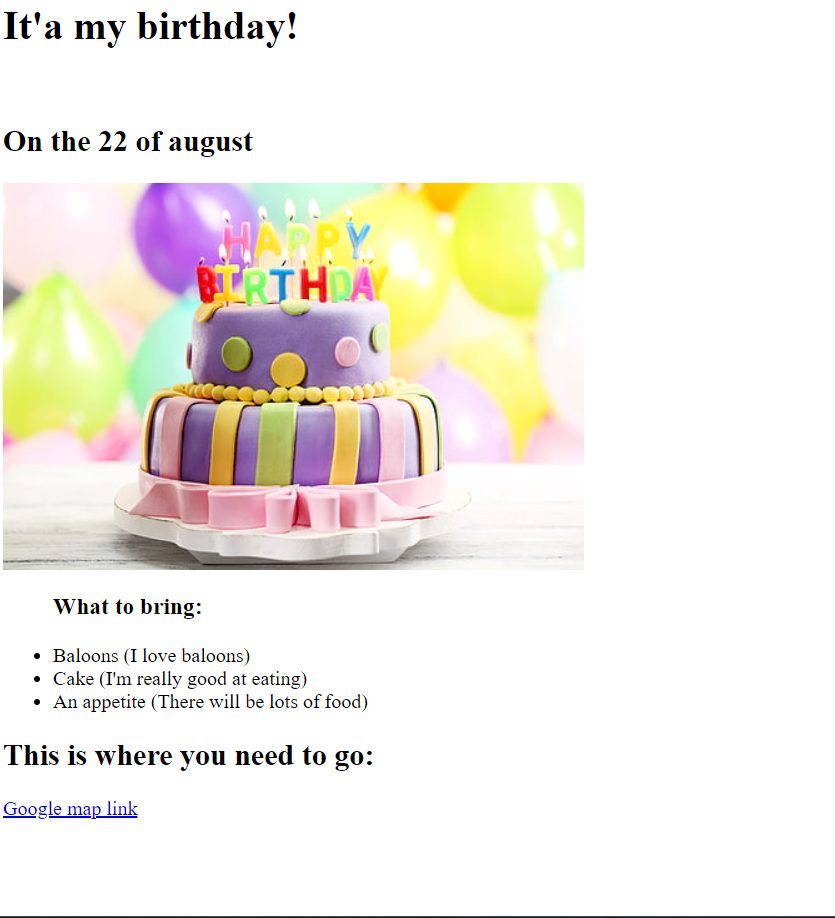 It'a my birthday!
On the 22 of august
HAPPY
BIRTHDAY
What to bring:
Baloons (I love baloons)
Cake (I'm really good at eating)
An appetite (There will be lots of food)
This is where you need to go:
Google map link